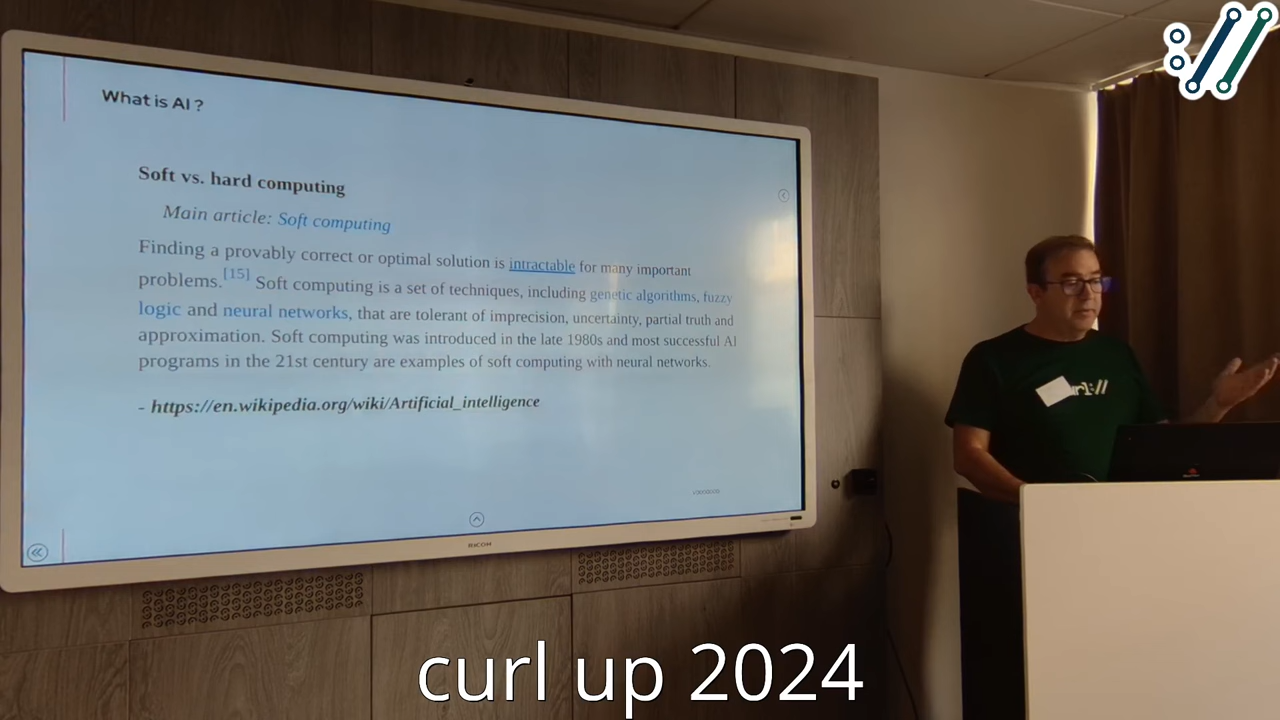 What is AI ?
Soft vs. hard computing
Main article: Soft computing
Finding a provably correct or optimal solution is intractable for many important
problems.[15] Soft computing is a set of techniques, including genetic algorithms, fuzzy
logic and neural networks, that are tolerant of imprecision, uncertainty, partial truth and
approximation. Soft computing was introduced in the late 1980s and most successful AI
programs in the 21st century are examples of soft computing with neural networks.
- https://en.wikipedia.org/wiki/Artificial_intelligence
RICOH
rl://
curl up 2024